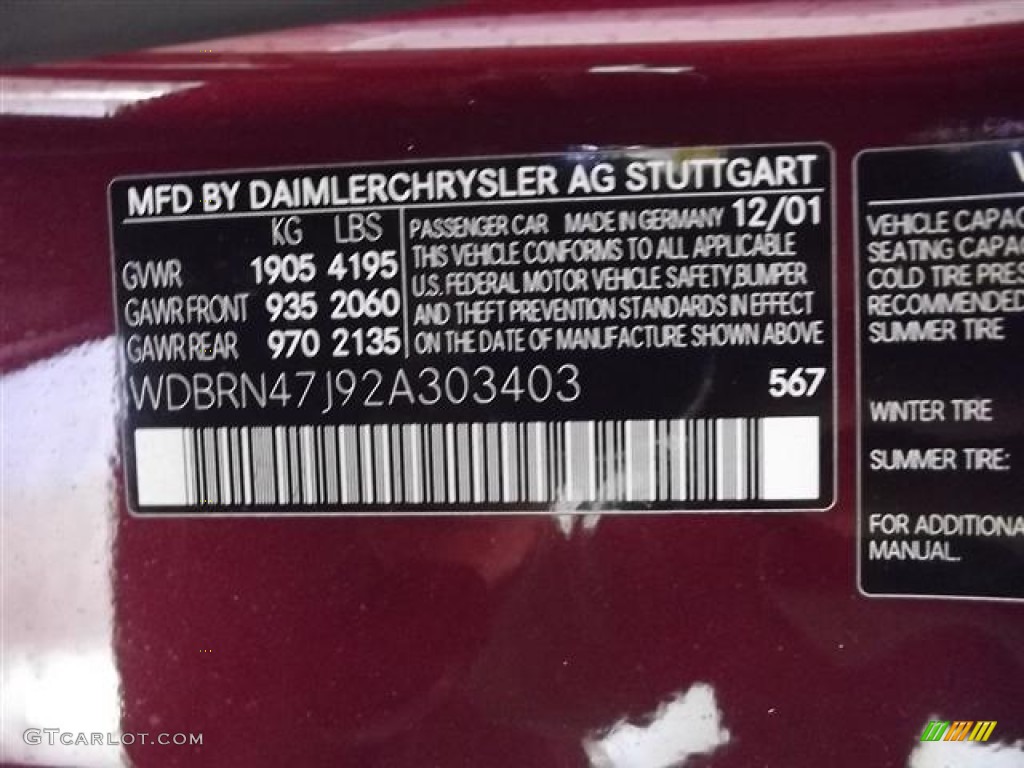 MFD BY DAIMLERCHRYSLER AG STUTTGART
KG LBS
GVWR 1905 4195
GAWR FRONT 935 2060
GAWR REAR 970 2135
PASSENGER CAR MADE IN GERMANY 12/01
THIS VEHICLE CONFORMS TO ALL APPLICABLE
U.S. FEDERAL MOTOR VEHICLE SAFETY, BUMPER
AND THEFT PREVENTION STANDARDS IN EFFECT
ON THE DATE OF MANUFACTURE SHOWN ABOVE
WDBRN47J92A303403 567
VEHICLE CAPAC
SEATING CAPAC
COLD TIRE PRES
RECOMMENDED
SUMMER TIRE
WINTER TIRE
SUMMER TIRE:
FOR ADDITIONA
MANUAL.
GTCARLOT.COM